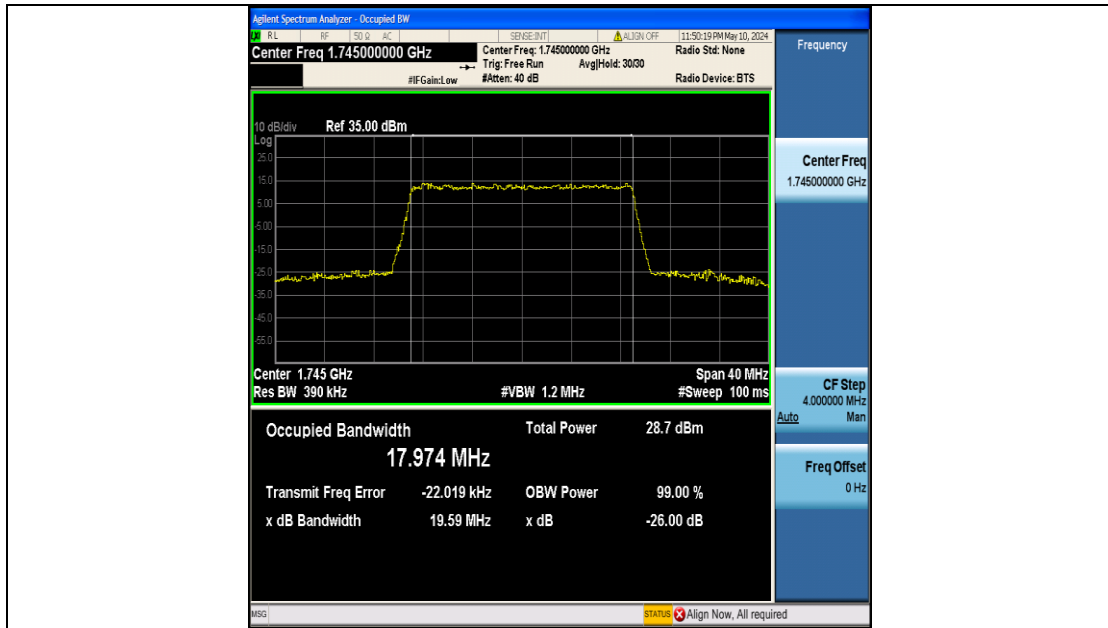 Agilent Spectrum Analyzer - Occupied BW
RL RF 50 Ω AC SENSE:INT ALIGN OFF 11:50:19 PM May 10, 2024
Center Freq 1.745000000 GHz
Center Freq: 1.745000000 GHz Radio Std: None
Trig: Free Run Avg|Hold: 30/30
#IFGain:Low #Atten: 40 dB Radio Device: BTS
10 dB/div Ref 35.00 dBm
Log
25.0
15.0
5.00
-5.00
-15.0
-25.0
-35.0
-45.0
-55.0
Center 1.745 GHz Span 40 MHz
Res BW 390 kHz #VBW 1.2 MHz #Sweep 100 ms
Occupied Bandwidth Total Power 28.7 dBm
17.974 MHz
Transmit Freq Error -22.019 kHz OBW Power 99.00 %
x dB Bandwidth 19.59 MHz x dB -26.00 dB
MSG STATUS Align Now, All required
Frequency
Center Freq
1.745000000 GHz
CF Step
4.000000 MHz
Auto Man
Freq Offset
0 Hz